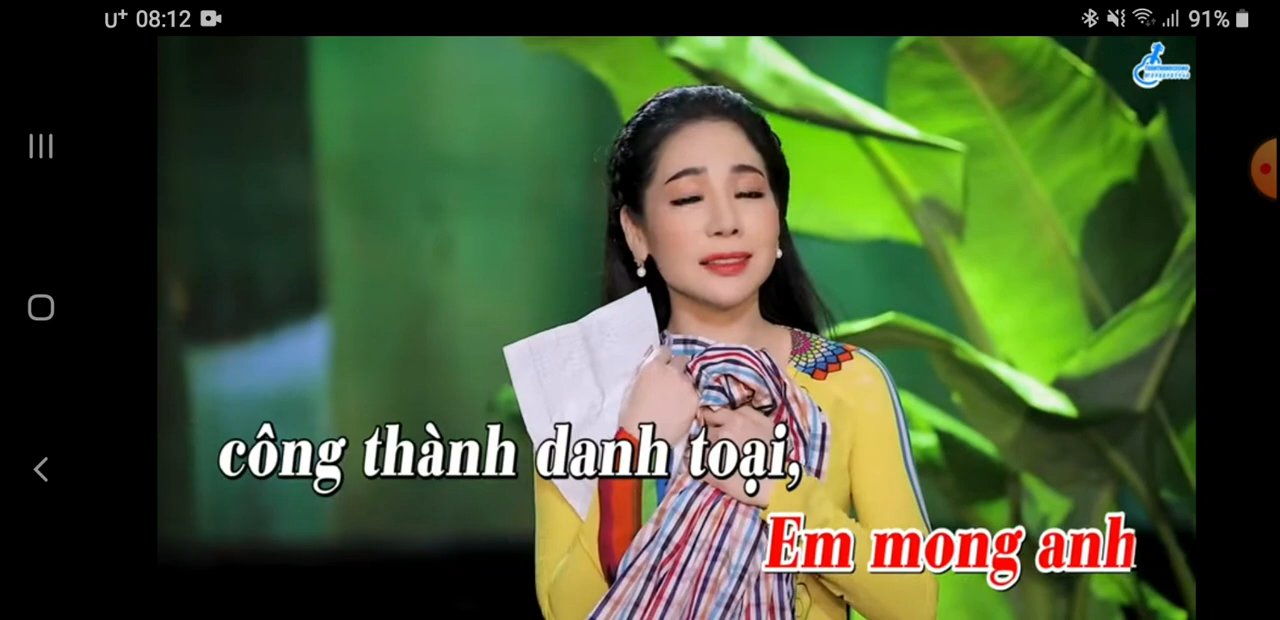 U+ 08:12 91%
công thành danh toại,
Em mong anh